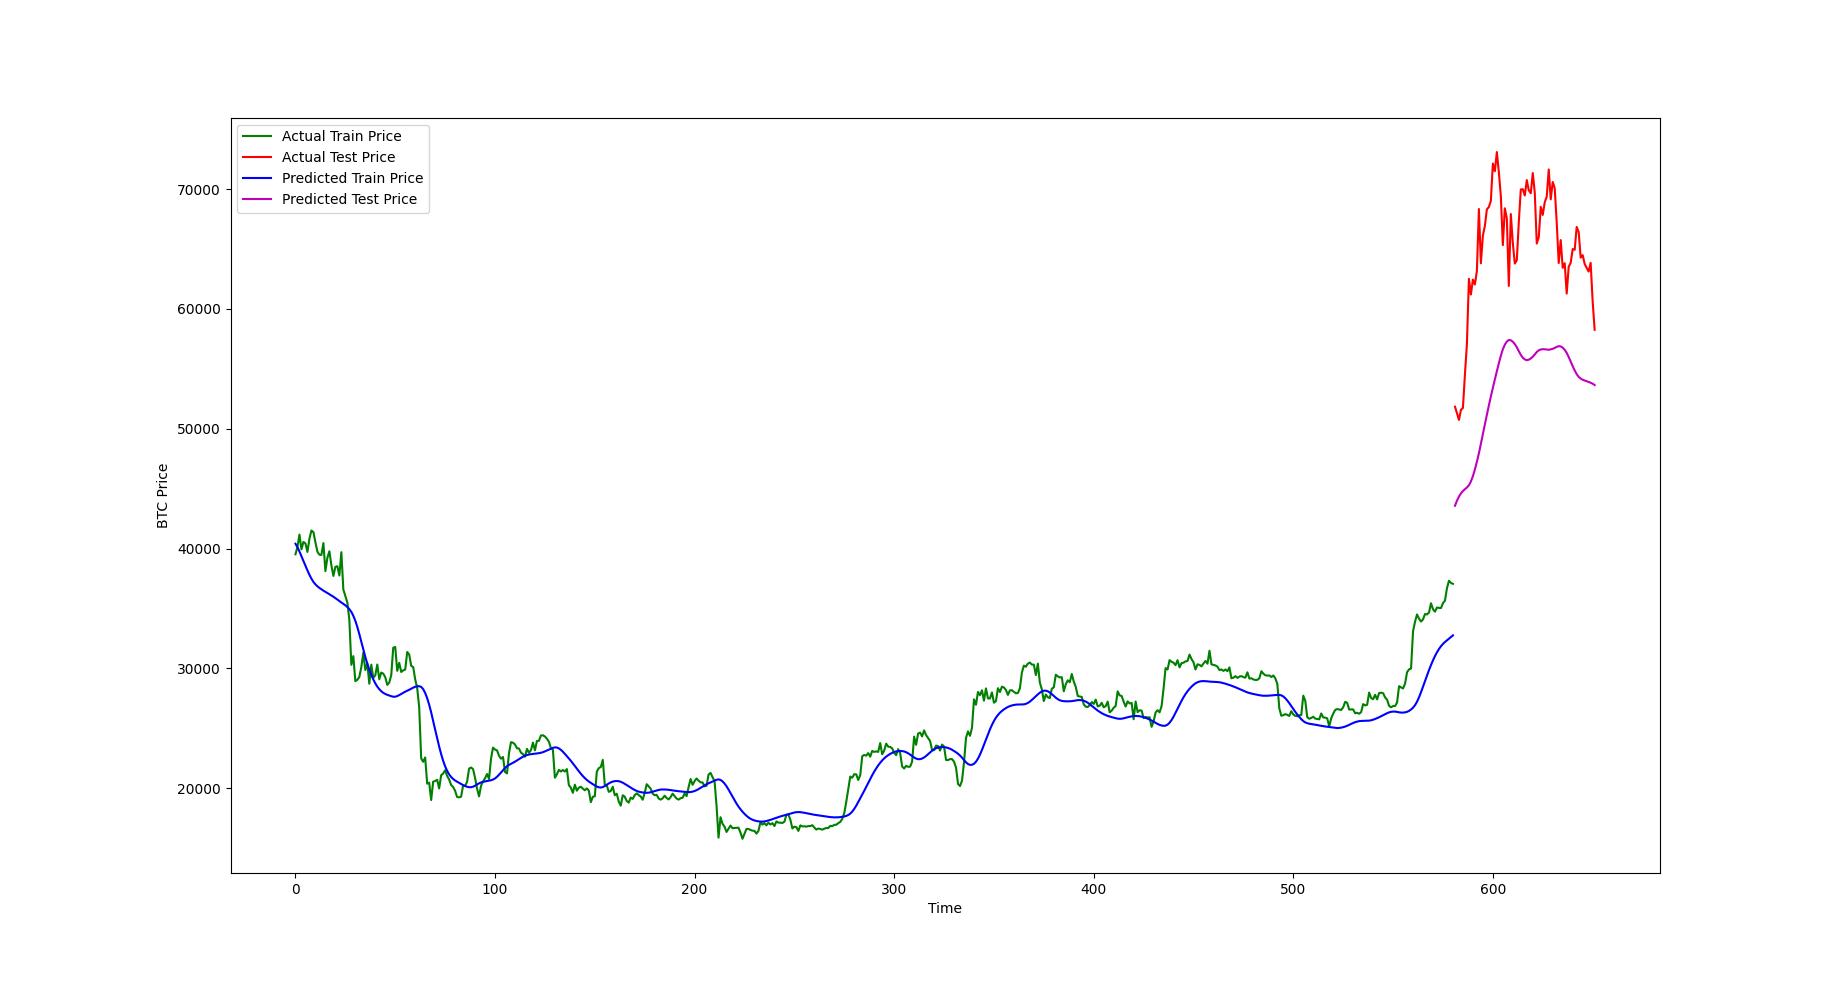 Actual Train Price
Actual Test Price
Predicted Train Price
Predicted Test Price
70000
60000
50000
40000
30000
20000
BTC Price
0 100 200 300 400 500 600
Time